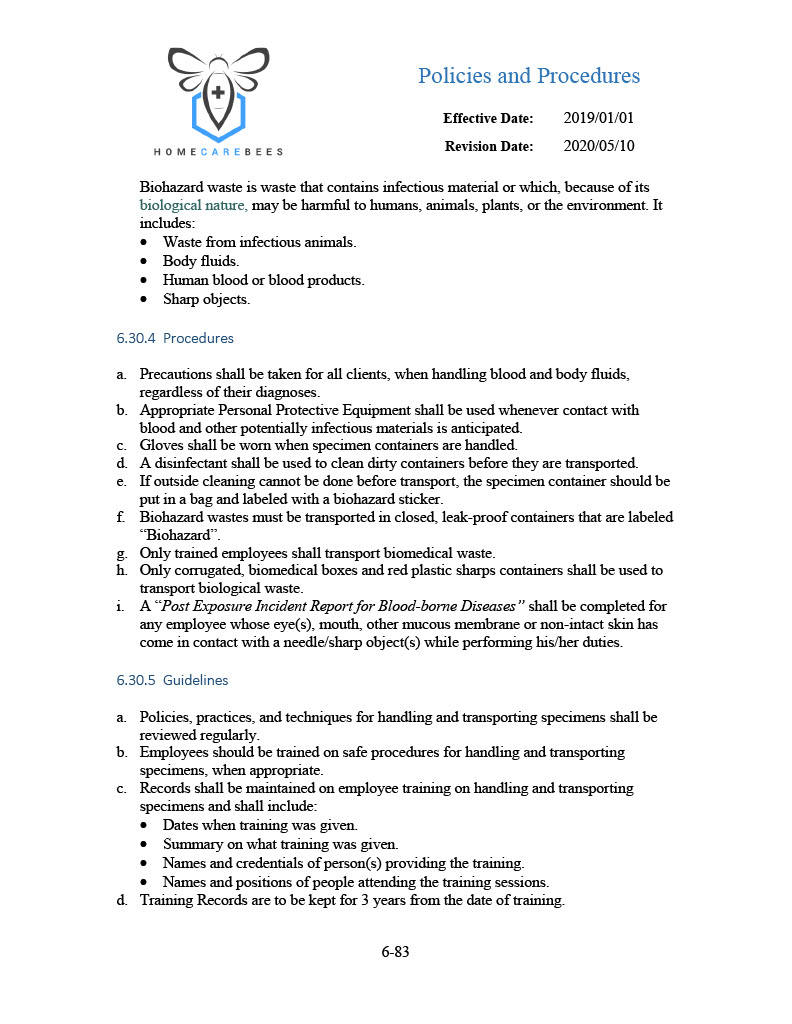 HOMECAREBEES
Policies and Procedures
Effective Date: 2019/01/01
Revision Date: 2020/05/10
Biohazard waste is waste that contains infectious material or which, because of its
biological nature, may be harmful to humans, animals, plants, or the environment. It
includes:
• Waste from infectious animals.
• Body fluids.
• Human blood or blood products.
• Sharp objects.
6.30.4 Procedures
a. Precautions shall be taken for all clients, when handling blood and body fluids,
regardless of their diagnoses.
b. Appropriate Personal Protective Equipment shall be used whenever contact with
blood and other potentially infectious materials is anticipated.
c. Gloves shall be worn when specimen containers are handled.
d. A disinfectant shall be used to clean dirty containers before they are transported.
e. If outside cleaning cannot be done before transport, the specimen container should be
put in a bag and labeled with a biohazard sticker.
f. Biohazard wastes must be transported in closed, leak-proof containers that are labeled
“Biohazard”.
g. Only trained employees shall transport biomedical waste.
h. Only corrugated, biomedical boxes and red plastic sharps containers shall be used to
transport biological waste.
i. A “Post Exposure Incident Report for Blood-borne Diseases” shall be completed for
any employee whose eye(s), mouth, other mucous membrane or non-intact skin has
come in contact with a needle/sharp object(s) while performing his/her duties.
6.30.5 Guidelines
a. Policies, practices, and techniques for handling and transporting specimens shall be
reviewed regularly.
b. Employees should be trained on safe procedures for handling and transporting
specimens, when appropriate.
c. Records shall be maintained on employee training on handling and transporting
specimens and shall include:
• Dates when training was given.
• Summary on what training was given.
• Names and credentials of person(s) providing the training.
• Names and positions of people attending the training sessions.
d. Training Records are to be kept for 3 years from the date of training.
6-83